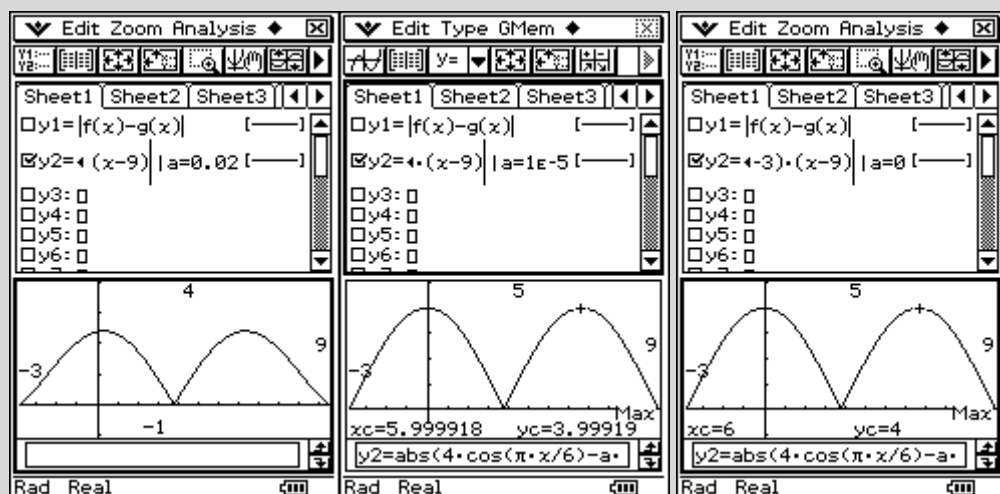 Edit Zoom Analysis
Sheet1 Sheet2 Sheet3
y1=|f(x)-g(x)| [—]
y2=◂(x-9)| |a=0.02 [—]
y3:▯
y4:▯
y5:▯
y6:▯
4
-3
9
-1
Rad Real
Edit Type GMem
y=
Sheet1 Sheet2 Sheet3
y1=|f(x)-g(x)| [—]
y2=◂·(x-9)| |a=1E-5
y3:▯
y4:▯
y5:▯
y6:▯
5
-3
9
Max
xc=5.999918 yc=3.99919
y2=abs(4·cos(π·x/6)-a·
Rad Real
Edit Zoom Analysis
Sheet1 Sheet2 Sheet3
y1=|f(x)-g(x)| [—]
y2=◂-3)·(x-9)| |a=0 [—]
y3:▯
y4:▯
y5:▯
y6:▯
5
-3
9
Max
xc=6 yc=4
y2=abs(4·cos(π·x/6)-a·
Rad Real